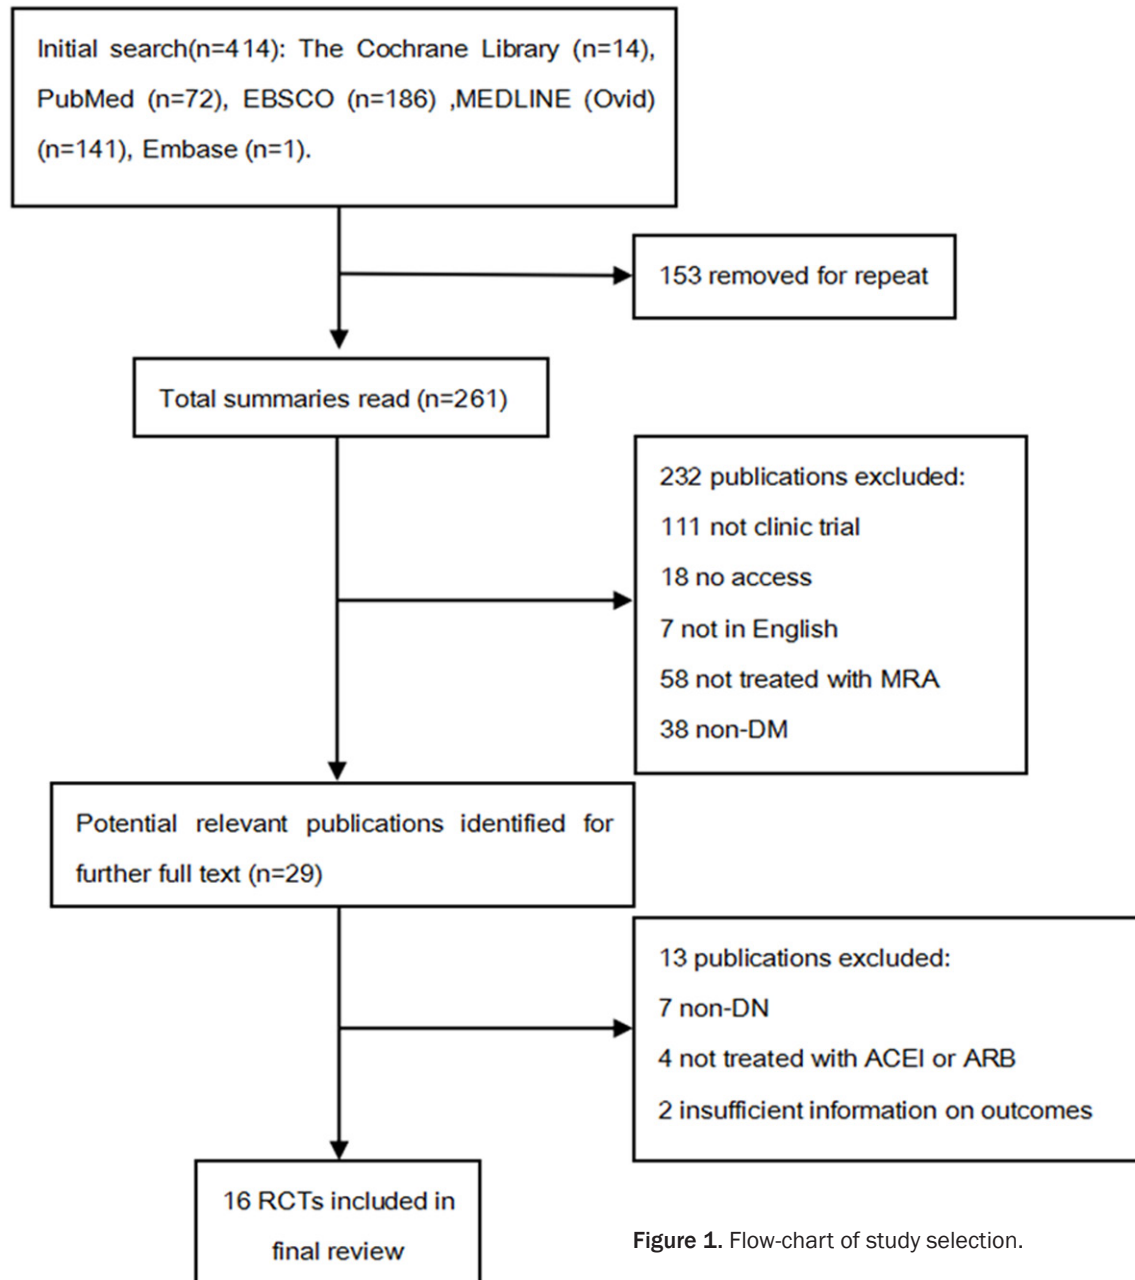 Initial search(n=414): The Cochrane Library (n=14),
PubMed (n=72), EBSCO (n=186) ,MEDLINE (Ovid)
(n=141), Embase (n=1).
153 removed for repeat
Total summaries read (n=261)
232 publications excluded:
111 not clinic trial
18 no access
7 not in English
58 not treated with MRA
38 non-DM
Potential relevant publications identified for
further full text (n=29)
13 publications excluded:
7 non-DN
4 not treated with ACEI or ARB
2 insufficient information on outcomes
16 RCTs included in
final review
Figure 1. Flow-chart of study selection.